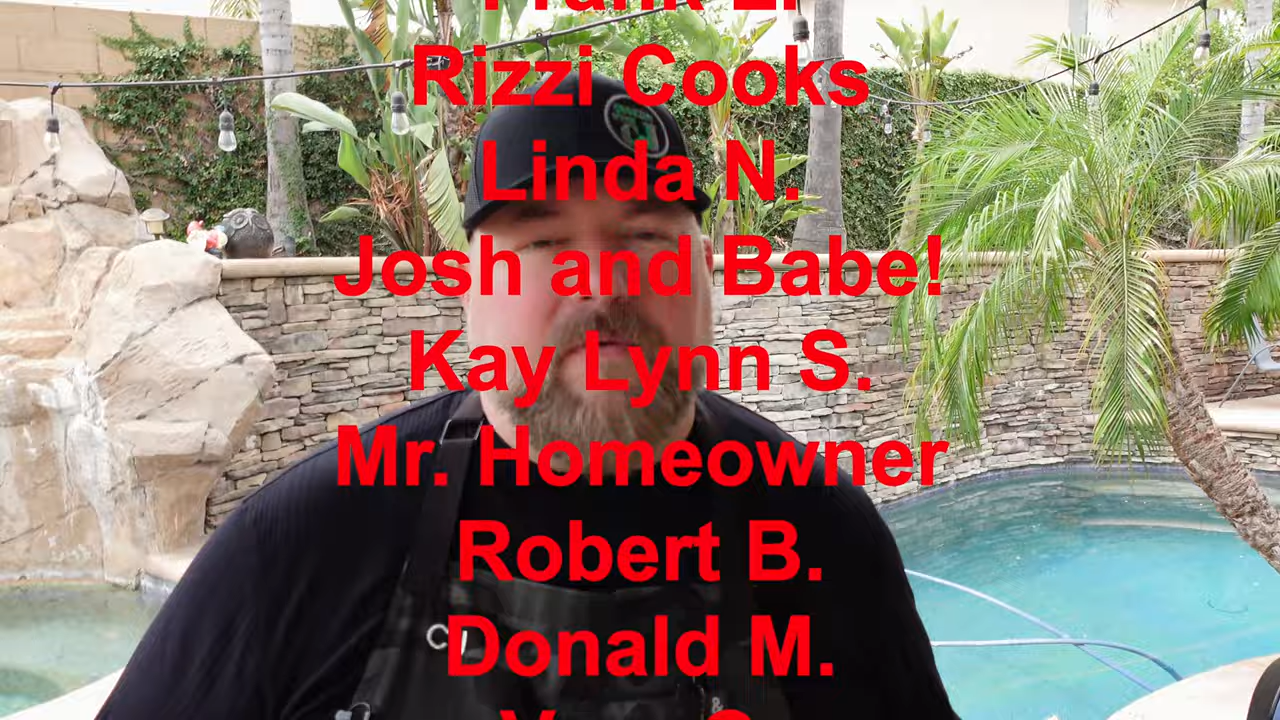 Rizzi Cooks
Linda N.
Josh and Babe!
Kay Lynn S.
Mr. Homeowner
Robert B.
Donald M.